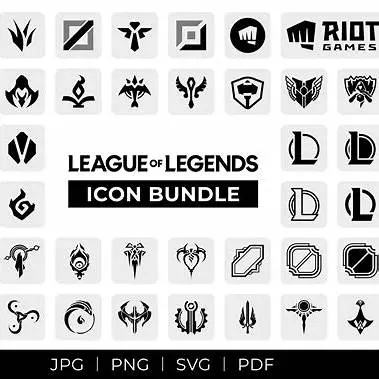 RIOT
GAMES
LEAGUE OF LEGENDS
ICON BUNDLE
JPG | PNG | SVG | PDF